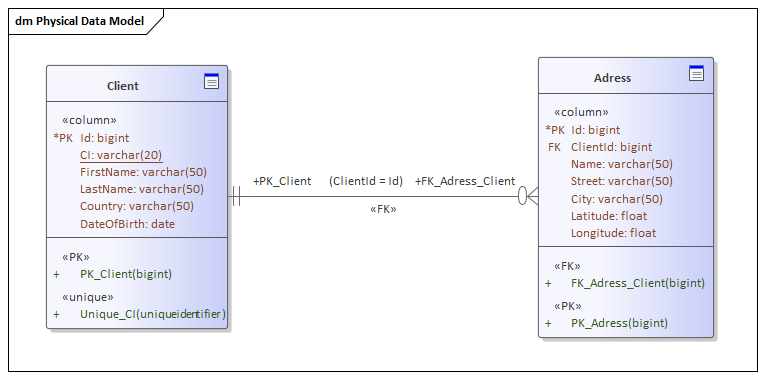 dm Physical Data Model
Client
«column»
*PK Id: bigint
CI: varchar(20)
FirstName: varchar(50)
LastName: varchar(50)
Country: varchar(50)
DateOfBirth: date
«PK»
+ PK_Client(bigint)
«unique»
+ Unique_CI(uniqueidentifier)
+PK_Client (ClientId = Id) +FK_Adress_Client
«FK»
Adress
«column»
*PK Id: bigint
FK ClientId: bigint
Name: varchar(50)
Street: varchar(50)
City: varchar(50)
Latitude: float
Longitude: float
«FK»
+ FK_Adress_Client(bigint)
«PK»
+ PK_Adress(bigint)